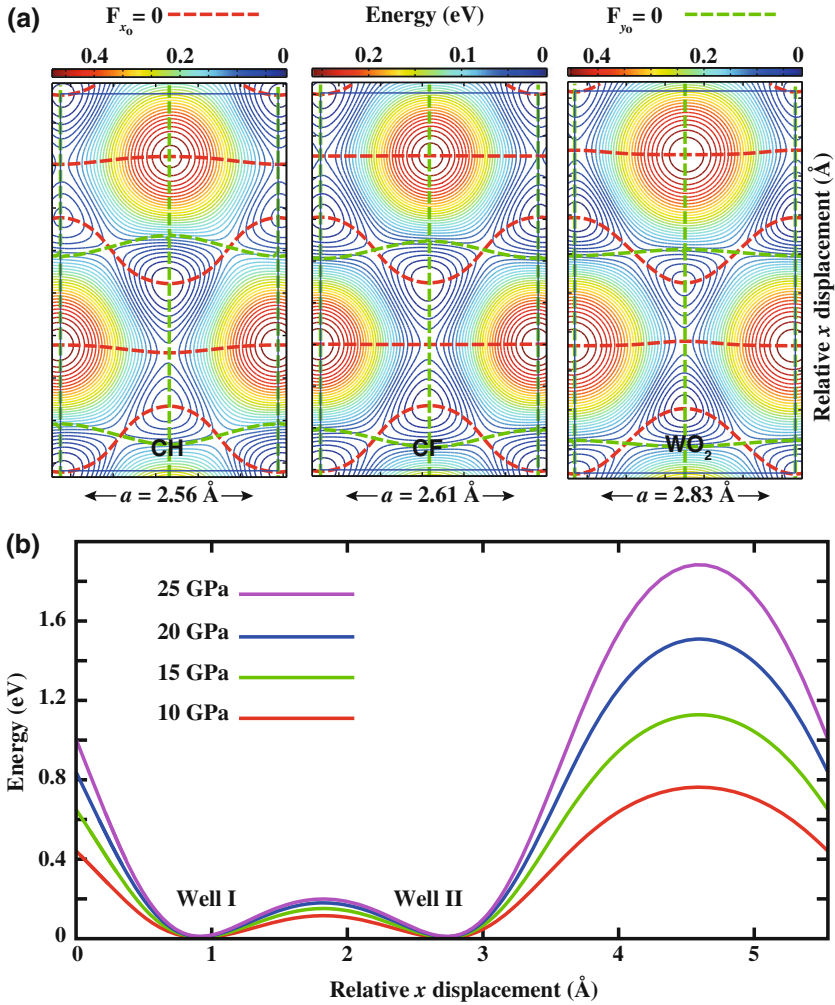 (a)
F_{x_o} = 0
Energy (eV)
F_{y_o} = 0
0.4 0.2 0
0.2 0.1 0
0.4 0.2 0
CH
CF
WO₂
Relative x displacement (Å)
a = 2.56 Å
a = 2.61 Å
a = 2.83 Å
(b)
25 GPa
20 GPa
15 GPa
10 GPa
Energy (eV)
1.6
1.2
0.8
0.4
0
Well I
Well II
0 1 2 3 4 5
Relative x displacement (Å)